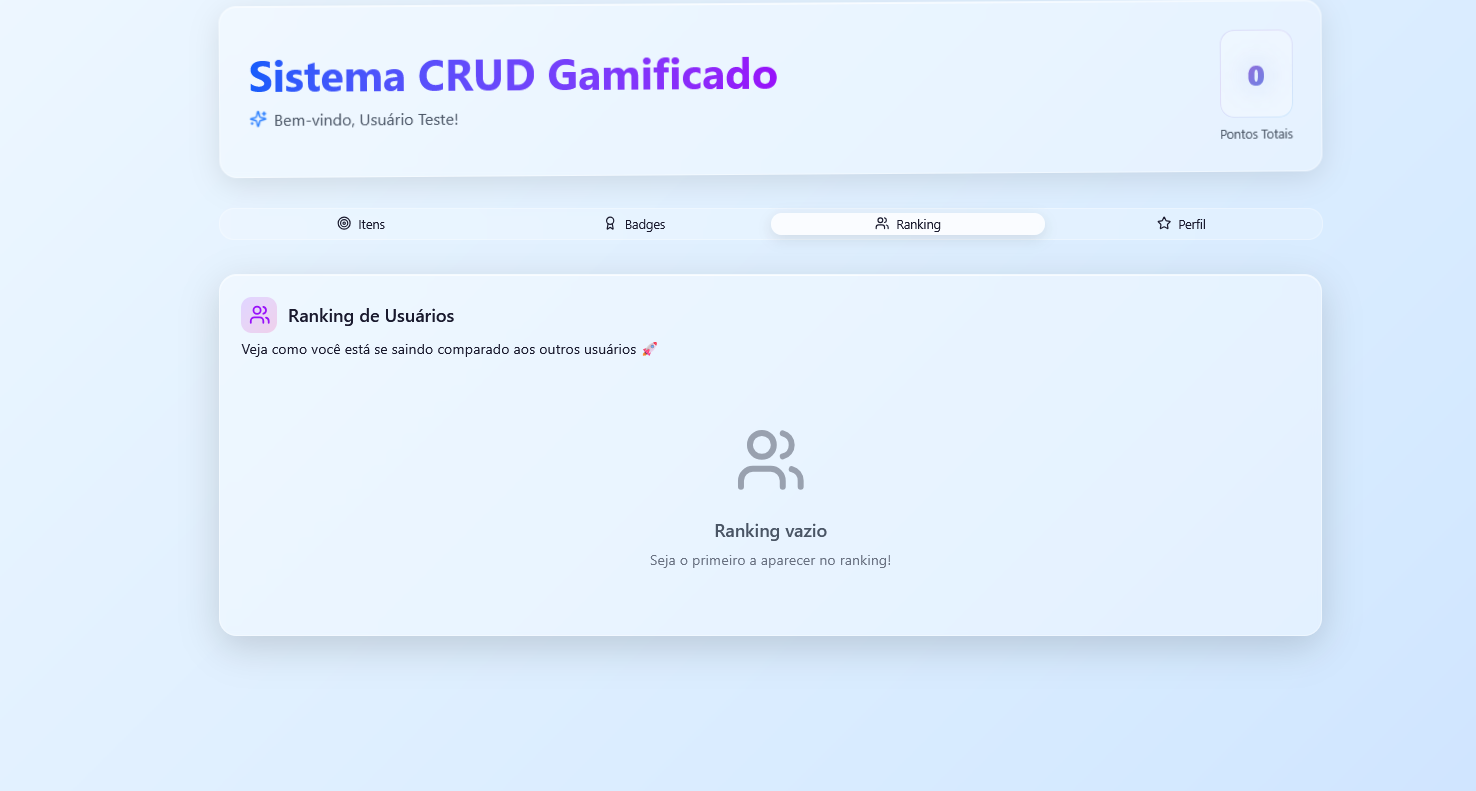 Sistema CRUD Gamificado
Bem-vindo, Usuário Teste!
0
Pontos Totais
Itens
Badges
Ranking
Perfil
Ranking de Usuários
Veja como você está se saindo comparado aos outros usuários 🚀
Ranking vazio
Seja o primeiro a aparecer no ranking!